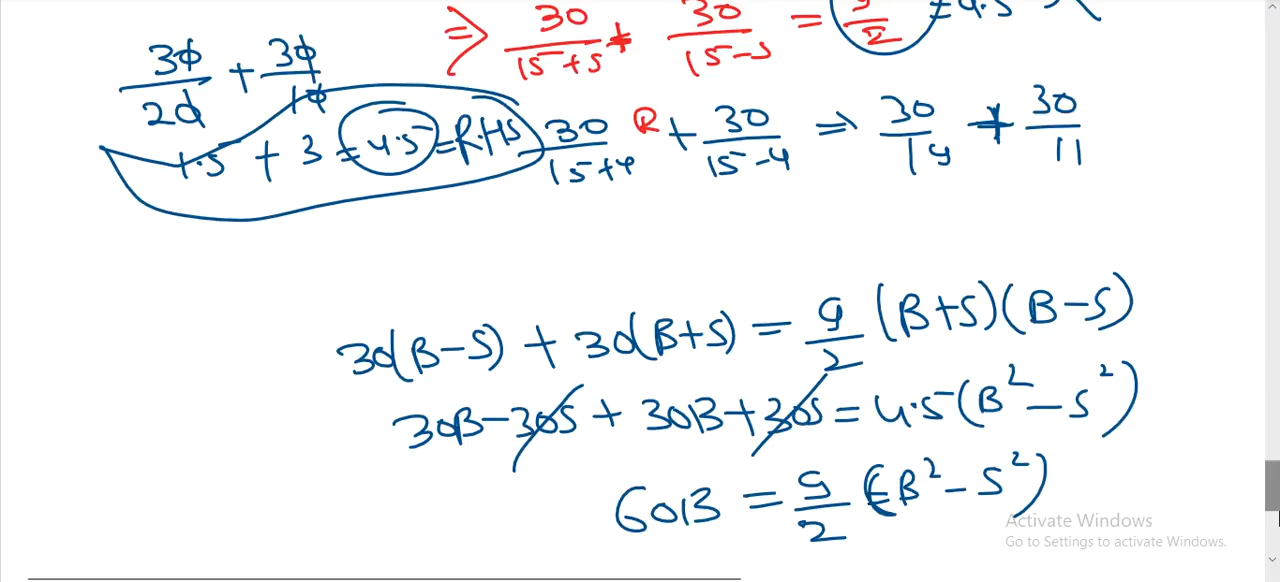 ⇒ 30/(15+5) + 30/(15-5) = 9/2 = 4.5
30/20 + 30/10
1.5 + 3 = 4.5 = R.HS
30/(15+4) + 30/(15-4) ⇒ 30/19 + 30/11
30(B-S) + 30(B+S) = 9/2 (B+S)(B-S)
30B-30S + 30B+30S = 4.5(B²-S²)
60B = 9/2 (B²-S²)
Activate Windows
Go to Settings to activate Windows.